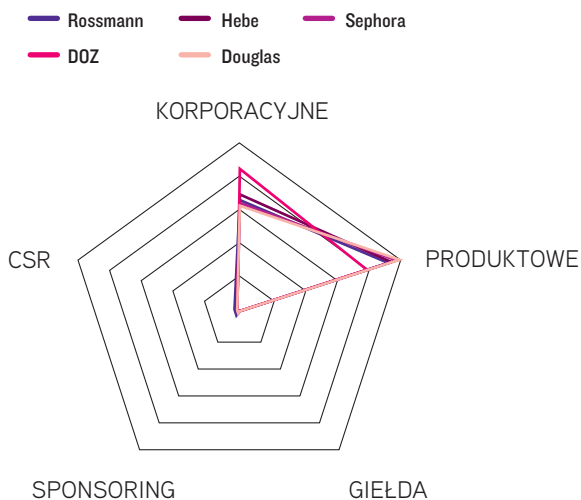 Rossmann Hebe Sephora
DOZ Douglas
KORPORACYJNE
CSR PRODUKTOWE
SPONSORING GIEŁDA